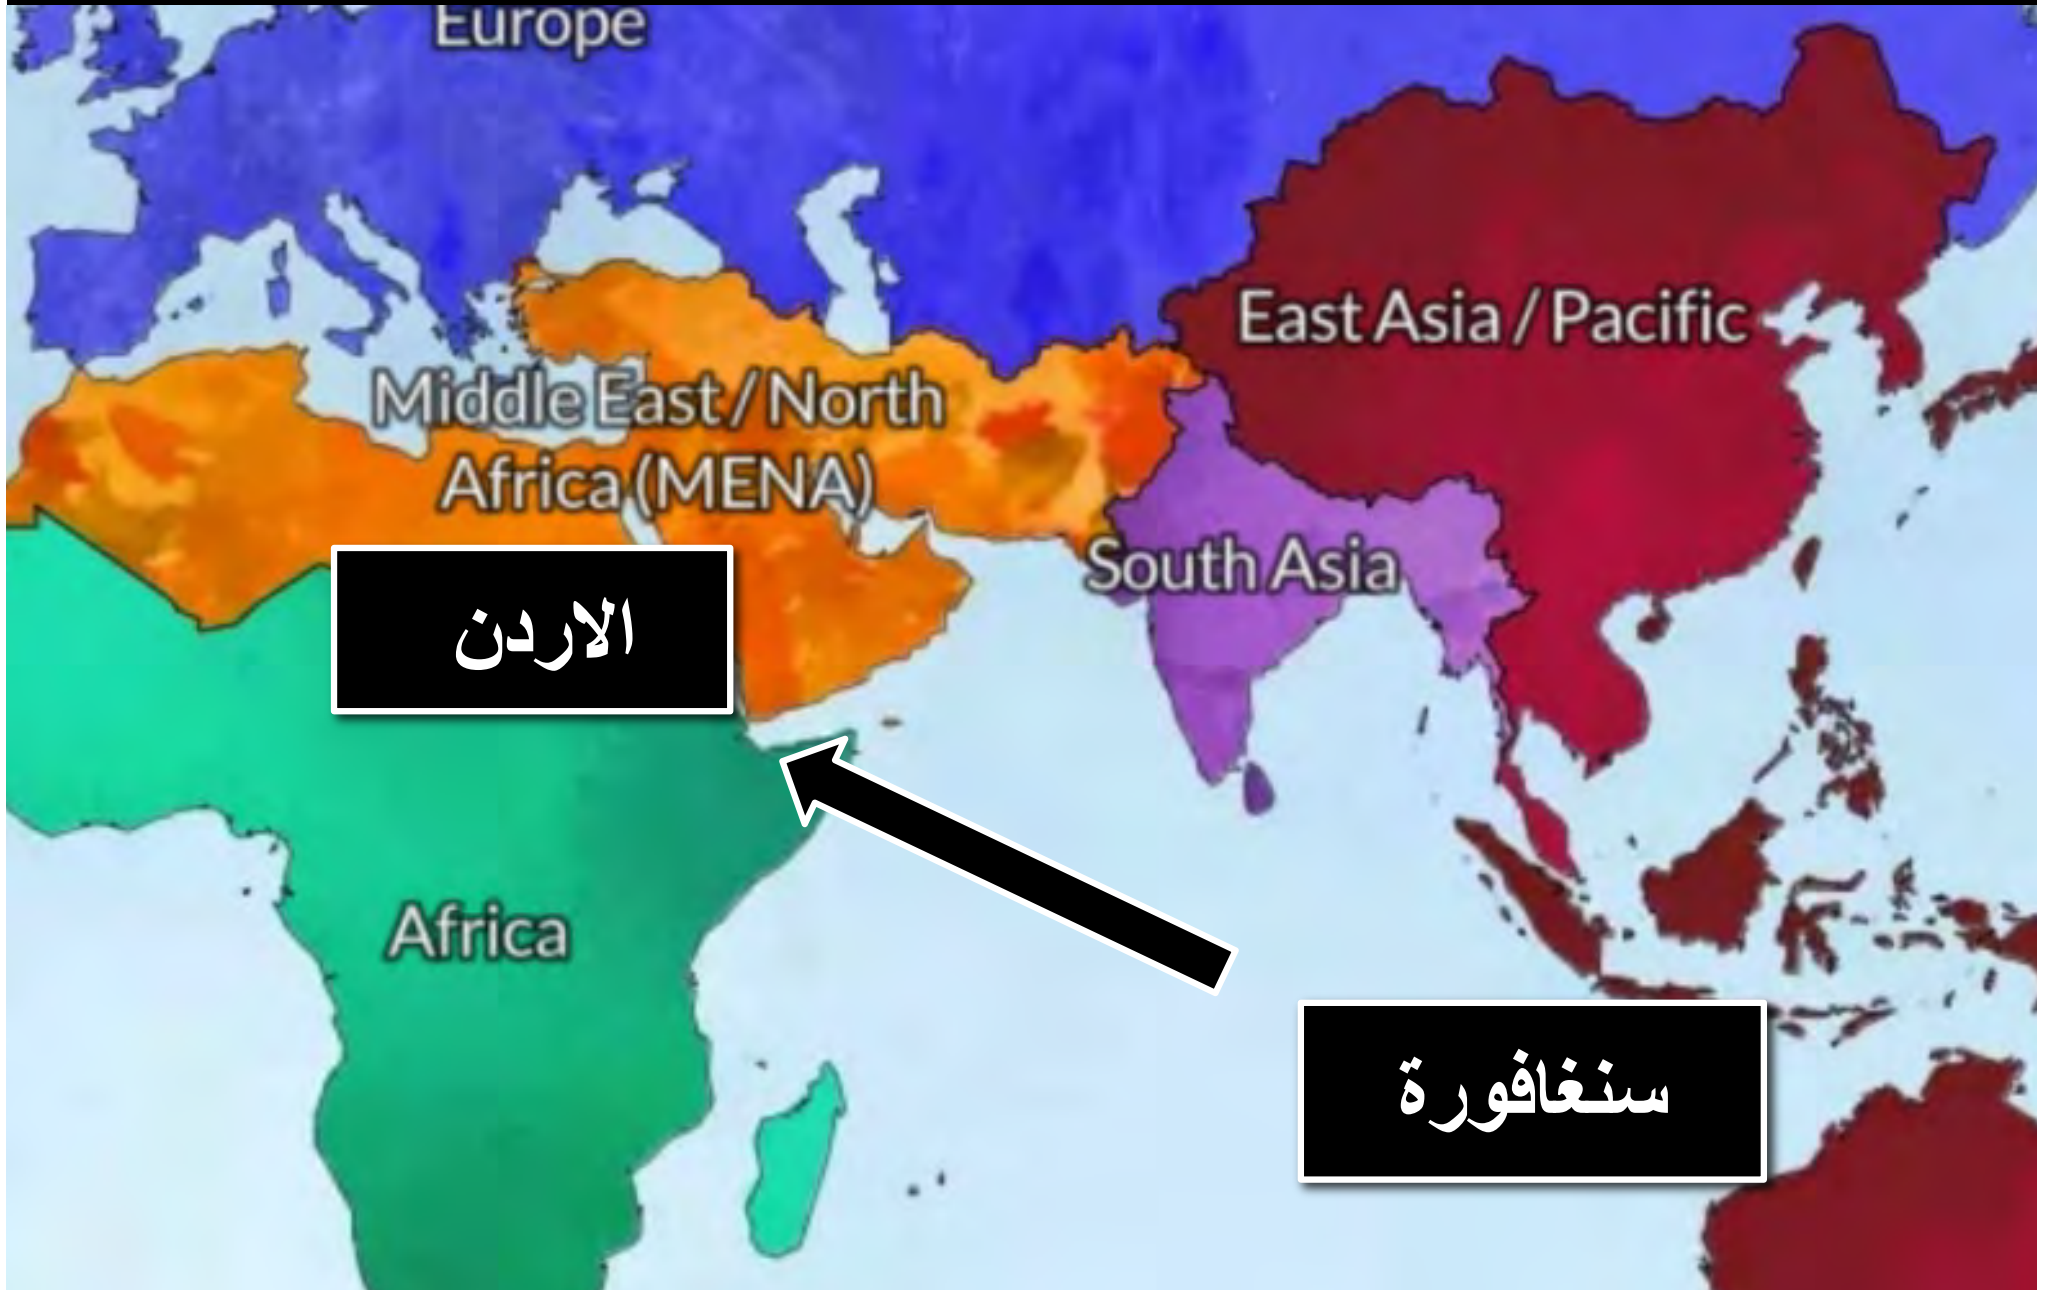 Europe
East Asia / Pacific
Middle East / North
Africa (MENA)
South Asia
الاردن
Africa
سنغافورة